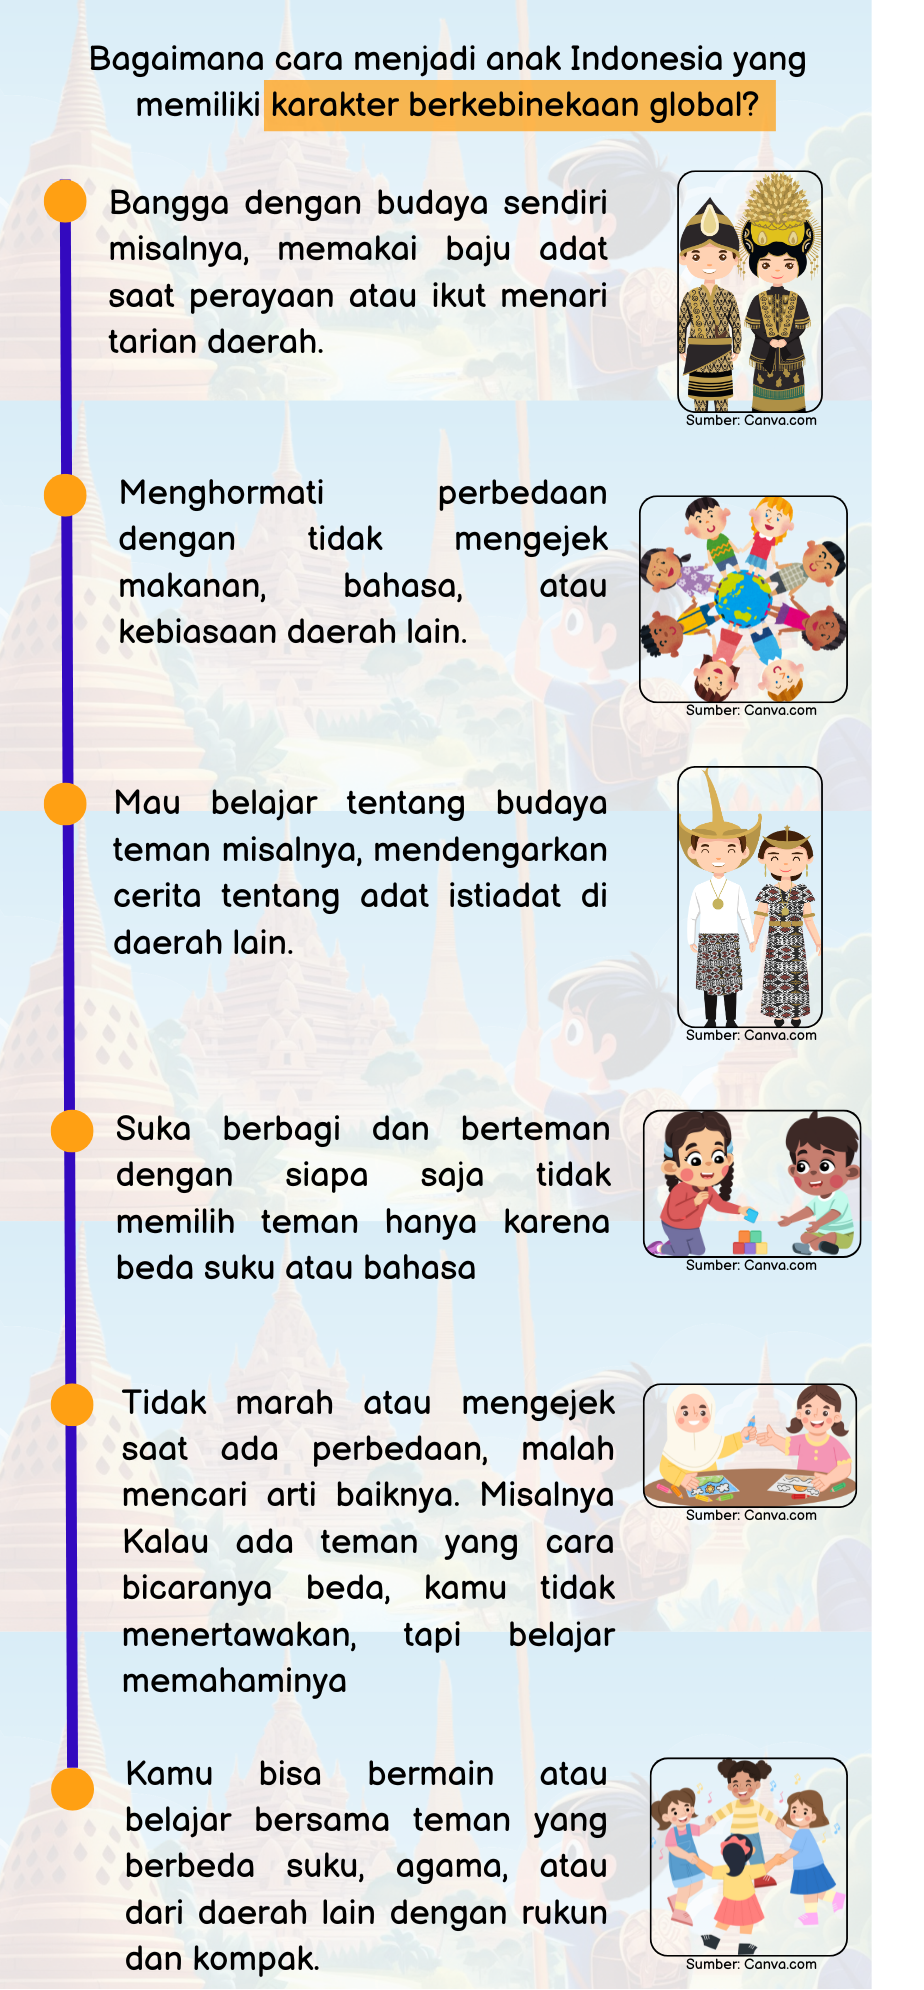 Bagaimana cara menjadi anak Indonesia yang
memiliki karakter berkebinekaan global?
Bangga dengan budaya sendiri
misalnya, memakai baju adat
saat perayaan atau ikut menari
tarian daerah.
Sumber: Canva.com
Menghormati perbedaan
dengan tidak mengejek
makanan, bahasa, atau
kebiasaan daerah lain.
Sumber: Canva.com
Mau belajar tentang budaya
teman misalnya, mendengarkan
cerita tentang adat istiadat di
daerah lain.
Sumber: Canva.com
Suka berbagi dan berteman
dengan siapa saja tidak
memilih teman hanya karena
beda suku atau bahasa
Sumber: Canva.com
Tidak marah atau mengejek
saat ada perbedaan, malah
mencari arti baiknya. Misalnya
Kalau ada teman yang cara
bicaranya beda, kamu tidak
menertawakan, tapi belajar
memahaminya
Sumber: Canva.com
Kamu bisa bermain atau
belajar bersama teman yang
berbeda suku, agama, atau
dari daerah lain dengan rukun
dan kompak.
Sumber: Canva.com